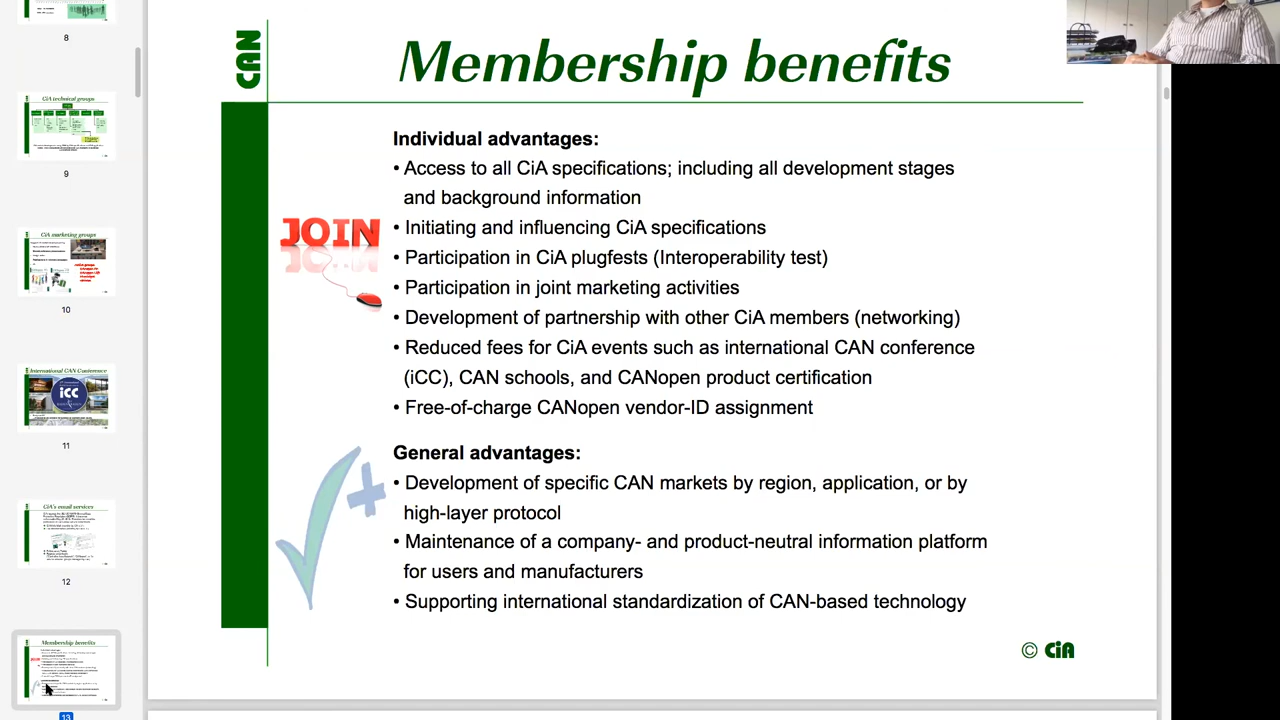 8
CiA technical groups
9
CiA marketing groups
10
International CAN Conference
iCC
11
CiA's email services
12
Membership benefits
13
CAN
Membership benefits
Individual advantages:
• Access to all CiA specifications; including all development stages
and background information
• Initiating and influencing CiA specifications
• Participation in CiA plugfests (Interoperability test)
• Participation in joint marketing activities
• Development of partnership with other CiA members (networking)
• Reduced fees for CiA events such as international CAN conference
(iCC), CAN schools, and CANopen product certification
• Free-of-charge CANopen vendor-ID assignment
JOIN
General advantages:
• Development of specific CAN markets by region, application, or by
high-layer protocol
• Maintenance of a company- and product-neutral information platform
for users and manufacturers
• Supporting international standardization of CAN-based technology
© CiA